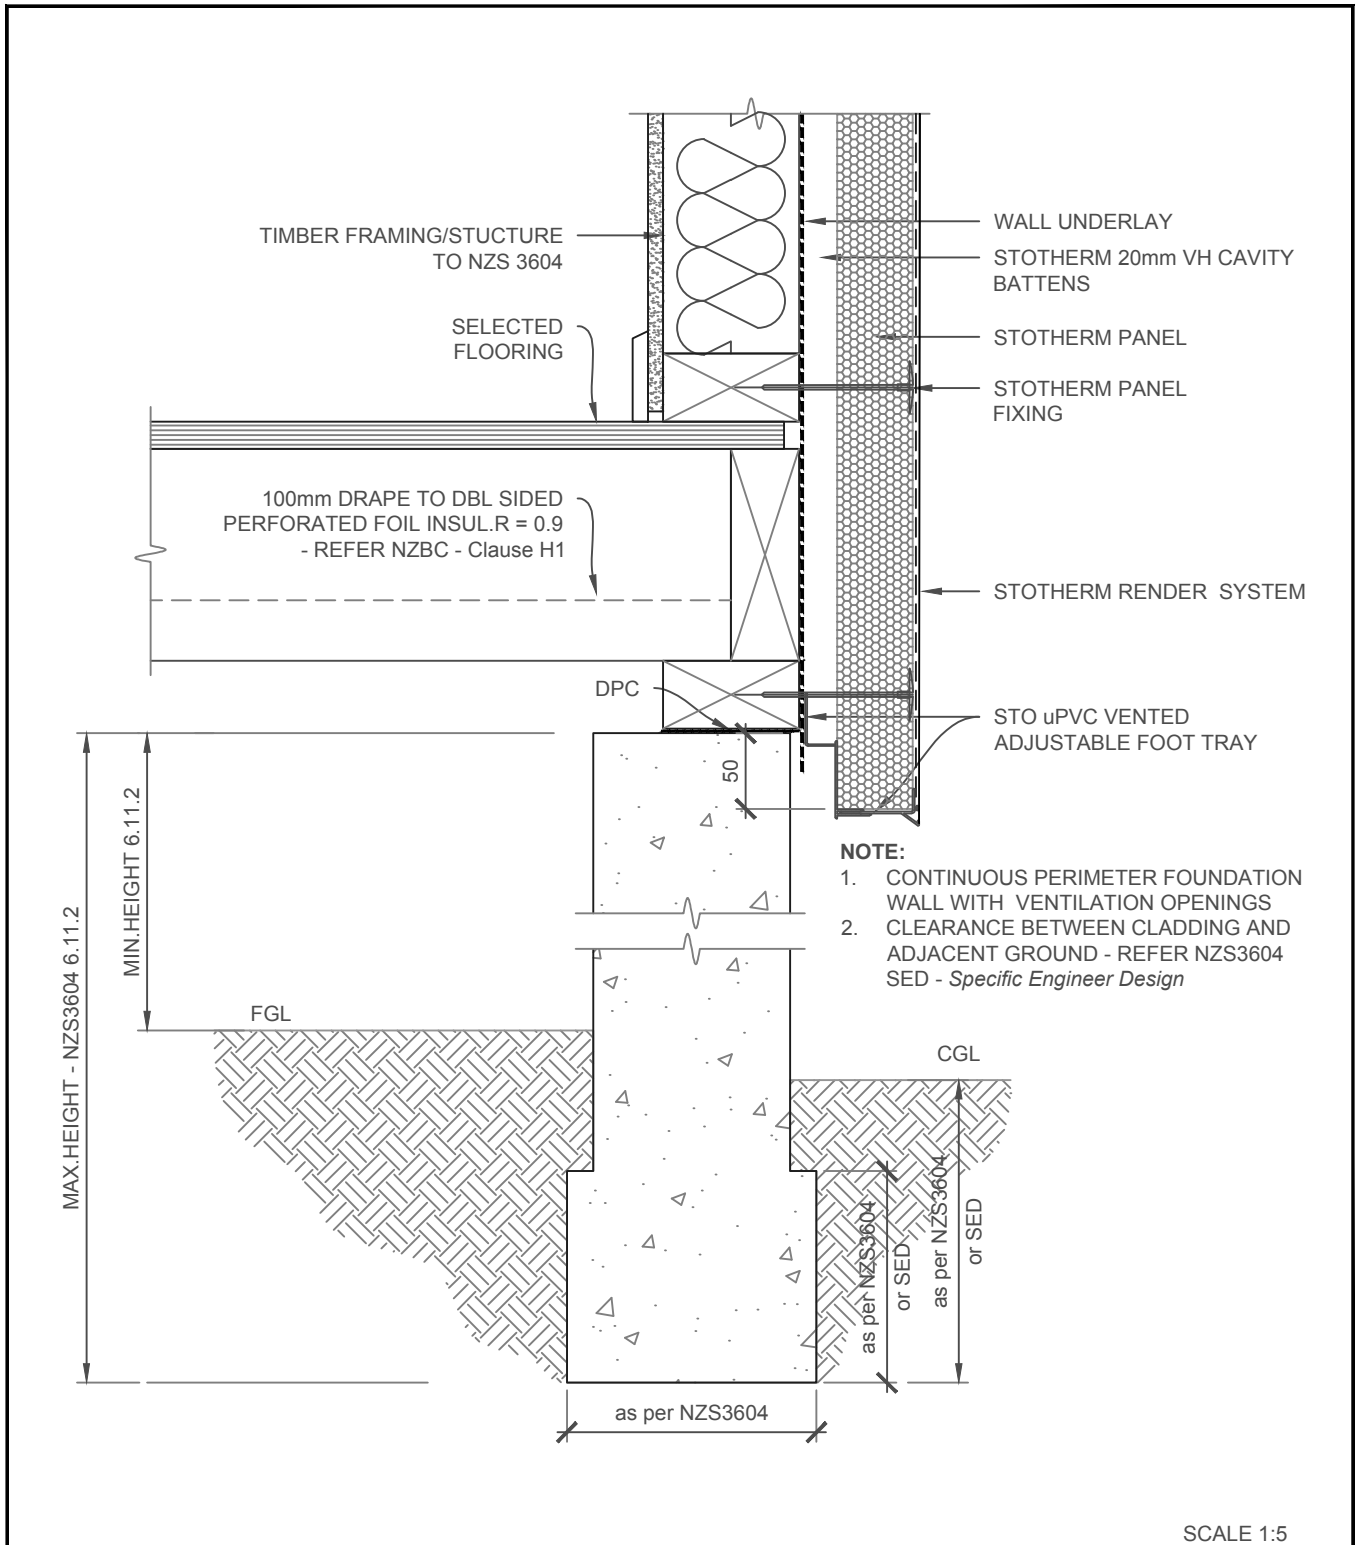 TIMBER FRAMING/STUCTURE
TO NZS 3604
SELECTED
FLOORING
100mm DRAPE TO DBL SIDED
PERFORATED FOIL INSUL.R = 0.9
- REFER NZBC - Clause H1
DPC
WALL UNDERLAY
STOTHERM 20mm VH CAVITY
BATTENS
STOTHERM PANEL
STOTHERM PANEL
FIXING
STOTHERM RENDER SYSTEM
STO uPVC VENTED
ADJUSTABLE FOOT TRAY
50
NOTE:
1. CONTINUOUS PERIMETER FOUNDATION
WALL WITH VENTILATION OPENINGS
2. CLEARANCE BETWEEN CLADDING AND
ADJACENT GROUND - REFER NZS3604
SED - Specific Engineer Design
MAX.HEIGHT - NZS3604 6.11.2
MIN.HEIGHT 6.11.2
FGL
CGL
as per NZS3604
or SED
as per NZS3604
or SED
as per NZS3604
SCALE 1:5